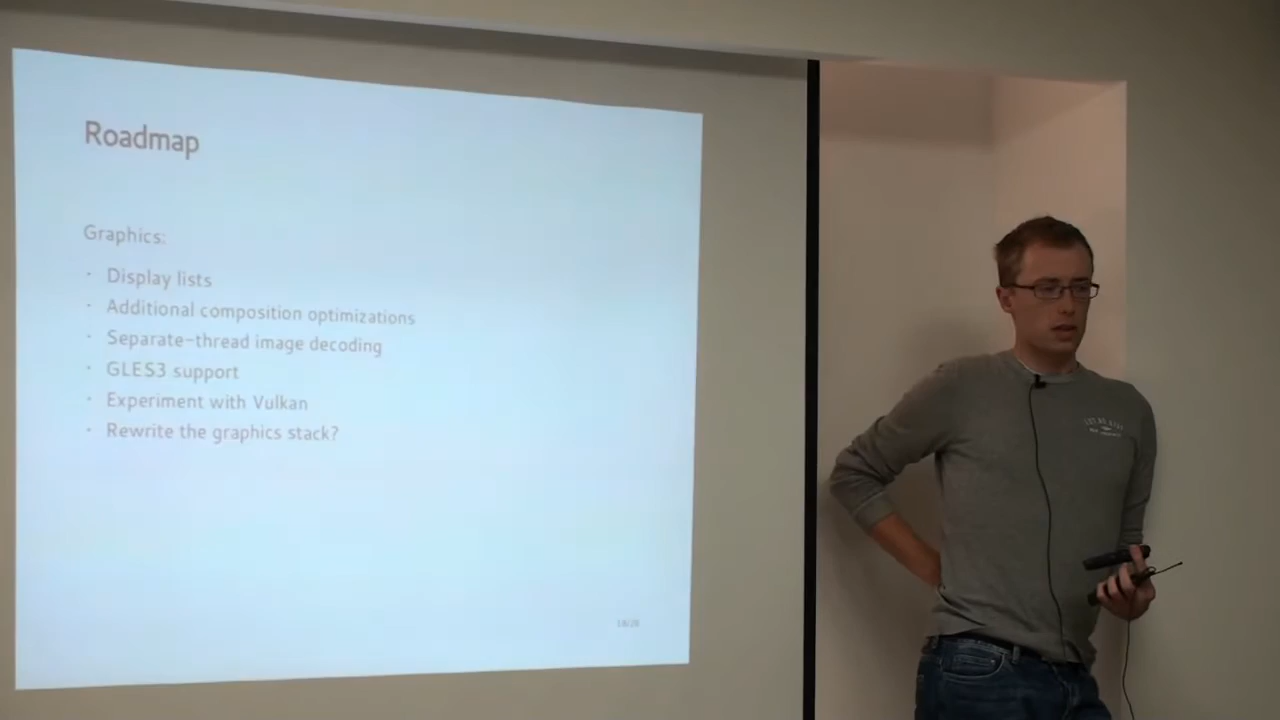 Roadmap
Graphics:
· Display lists
· Additional composition optimizations
· Separate-thread image decoding
· GLES3 support
· Experiment with Vulkan
· Rewrite the graphics stack?